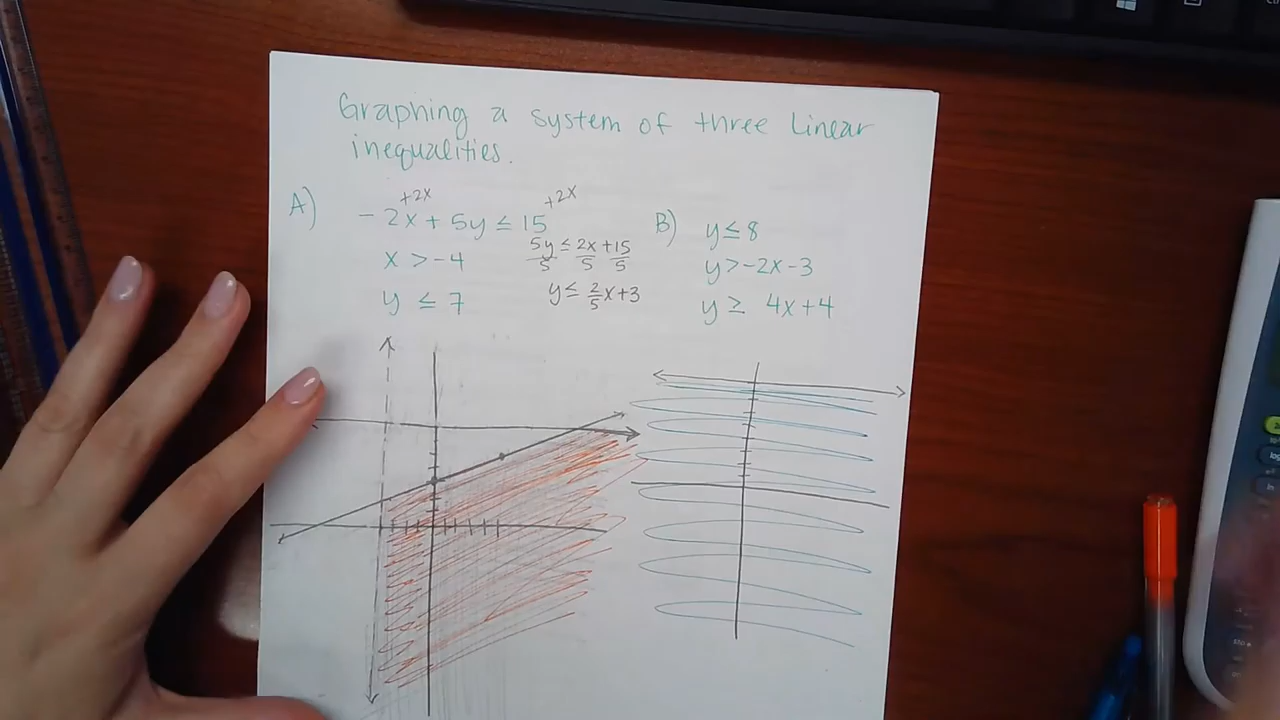 Graphing a system of three Linear
inequalities.
A)
+2x +2x
-2x + 5y ≤ 15
5y/5 ≤ 2x/5 + 15/5
x > -4
y ≤ 2/5x+3
y ≤ 7
B)
y ≤ 8
y > -2x - 3
y ≥ 4x + 4